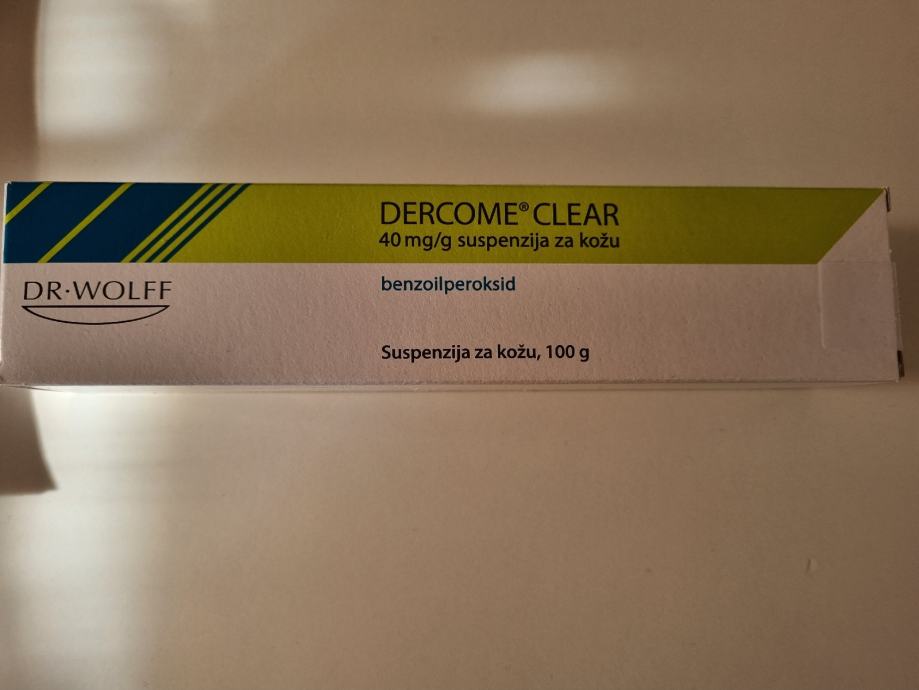 DERCOME® CLEAR
40 mg/g suspenzija za kožu
DR·WOLFF
benzoilperoksid
Suspenzija za kožu, 100 g